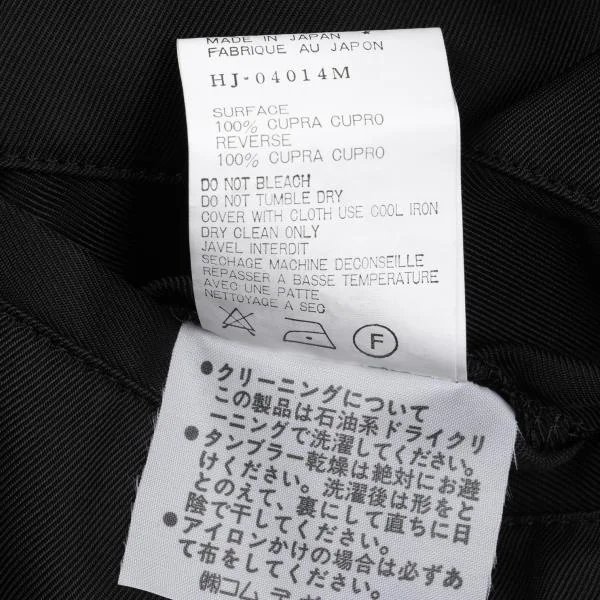 MADE IN JAPAN
FABRIQUE AU JAPON
HJ-04014M
SURFACE
100% CUPRA CUPRO
REVERSE
100% CUPRA CUPRO
DO NOT BLEACH
DO NOT TUMBLE DRY
COVER WITH CLOTH USE COOL IRON
DRY CLEAN ONLY
JAVEL INTERDIT
SECHAGE MACHINE DECONSEILLE
REPASSER A BASSE TEMPERATURE
AVEC UNE PATTE
NETTOYAGE A SEC
F
●クリーニングについて
この製品は石油系ドライクリ
ーニングで洗濯してください。
●タンブラー乾燥は絶対にお避
けください。洗濯後は形をと
とのえて、裏にして直ちに日
陰で干してください。
●アイロンかけの場合は必ずあ
て布をしてください。
㈱コム デ